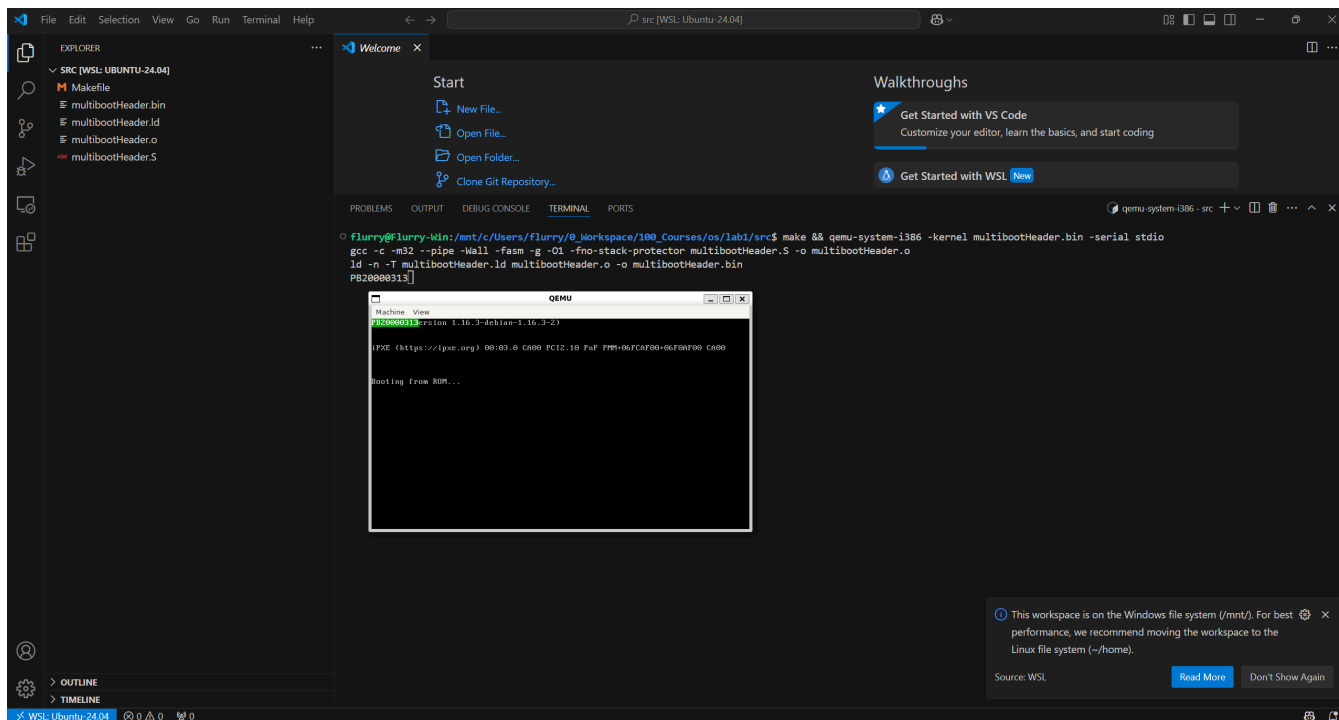 File Edit Selection View Go Run Terminal Help
src [WSL: Ubuntu-24.04]
EXPLORER
Welcome
SRC [WSL: UBUNTU-24.04]
Makefile
multibootHeader.bin
multibootHeader.ld
multibootHeader.o
multibootHeader.S
Start
New File...
Open File...
Open Folder...
Clone Git Repository...
Walkthroughs
Get Started with VS Code
Customize your editor, learn the basics, and start coding
Get Started with WSL New
PROBLEMS OUTPUT DEBUG CONSOLE TERMINAL PORTS
qemu-system-i386 - src
flurry@Flurry-Win:/mnt/c/Users/flurry/0_Workspace/100_Courses/os/lab1/src$ make && qemu-system-i386 -kernel multibootHeader.bin -serial stdio
gcc -c -m32 --pipe -Wall -fasm -g -O1 -fno-stack-protector multibootHeader.S -o multibootHeader.o
ld -n -T multibootHeader.ld multibootHeader.o -o multibootHeader.bin
PB20000313
QEMU
Machine View
PB20000313ersion 1.16.3-debian-1.16.3-2)
iPXE (https://ipxe.org) 00:03.0 CA00 PCI2.10 PnP PMM+06FCAF00+06F0AF00 CA00
Booting from ROM...
This workspace is on the Windows file system (/mnt/). For best
performance, we recommend moving the workspace to the
Linux file system (~/home).
Source: WSL
Read More
Don't Show Again
OUTLINE
TIMELINE
WSL: Ubuntu-24.04 0 0 0